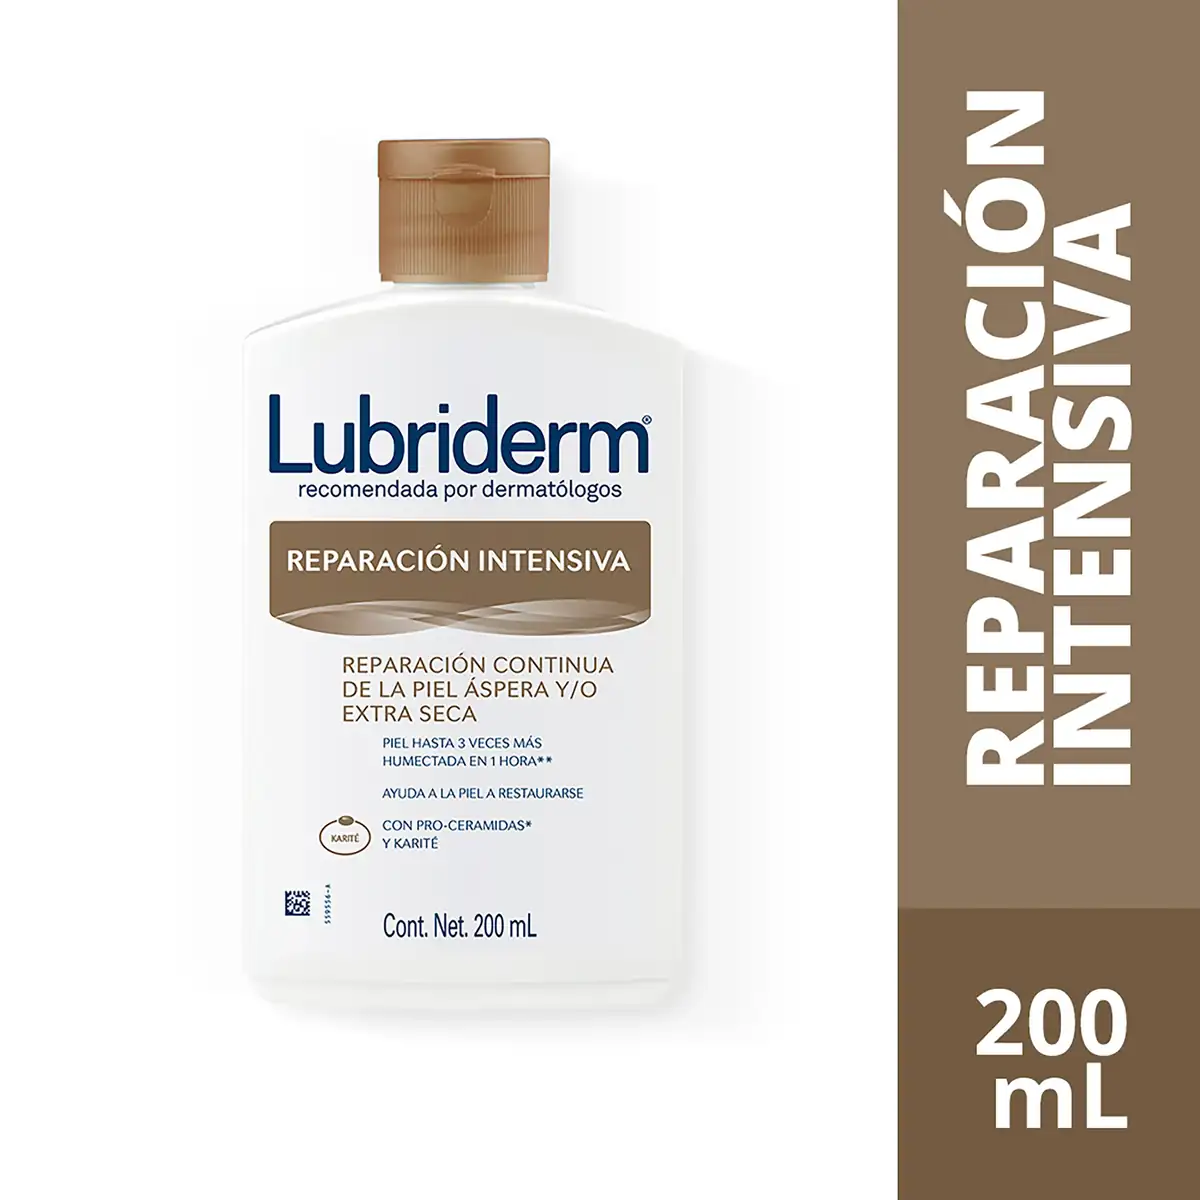 Lubriderm®
recomendada por dermatólogos
REPARACIÓN INTENSIVA
REPARACIÓN CONTINUA
DE LA PIEL ÁSPERA Y/O
EXTRA SECA
PIEL HASTA 3 VECES MÁS
HUMECTADA EN 1 HORA**
AYUDA A LA PIEL A RESTAURARSE
KARITÉ
CON PRO-CERAMIDAS*
Y KARITÉ
559556-A
Cont. Net. 200 mL
REPARACIÓN
INTENSIVA
200
mL